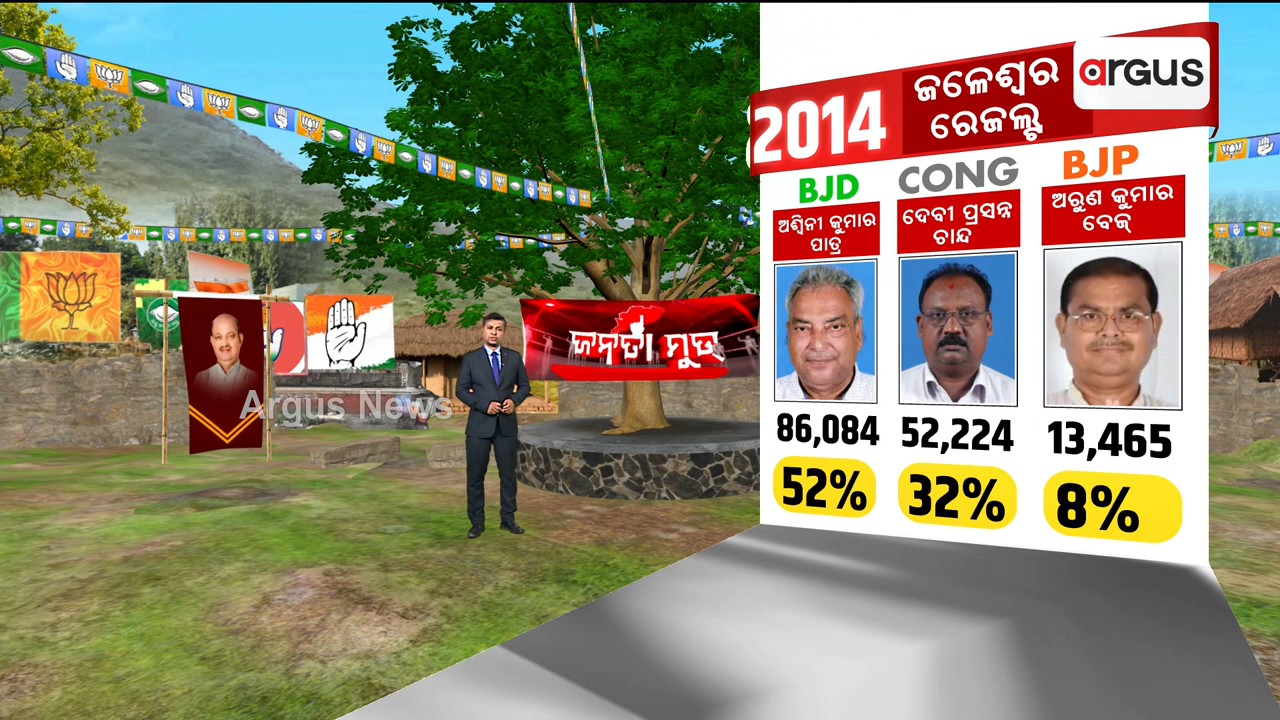 2014
ଜଳେଶ୍ୱର
ରେଜଲ୍ଟ
argus
BJD
CONG
BJP
ଅଶ୍ୱିନୀ କୁମାର
ପାତ୍ର
ଦେବୀ ପ୍ରସନ୍ନ
ଚାନ୍ଦ
ଅରୁଣ କୁମାର
ବେଜ୍
86,084
52,224
13,465
52%
32%
8%
ଜନତା ମୁଡ୍
Argus News